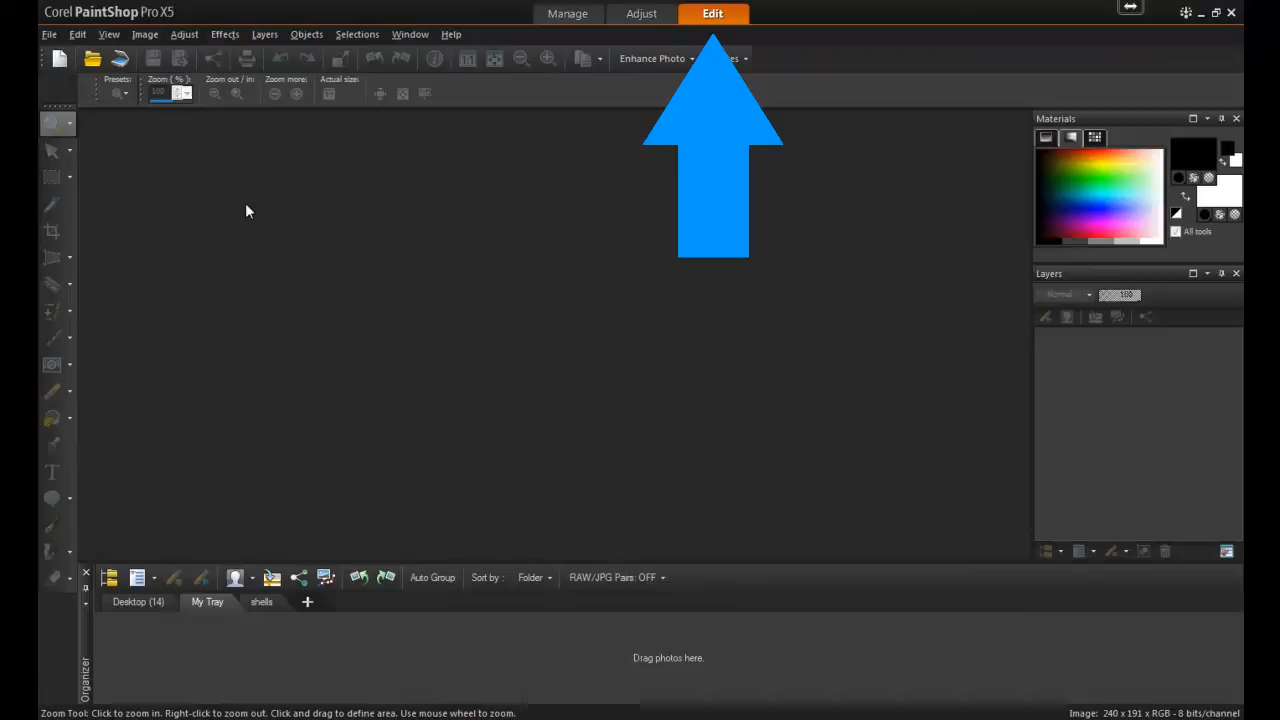 Corel PaintShop Pro X5
Manage Adjust Edit
File Edit View Image Adjust Effects Layers Objects Selections Window Help
Enhance Photo
Presets: Zoom (%): Zoom out / in: Zoom more: Actual size:
100
Materials
All tools
Layers
Normal 100
Auto Group Sort by : Folder RAW/JPG Pairs: OFF
Desktop (14) My Tray shells
Drag photos here.
Organizer
Zoom Tool: Click to zoom in. Right-click to zoom out. Click and drag to define area. Use mouse wheel to zoom.
Image: 240 x 191 x RGB - 8 bits/channel